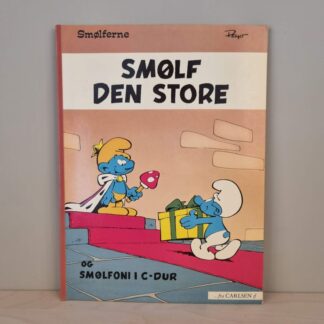 Smølferne
Peyo
SMØLF
DEN STORE
OG
SMØLFONI I C-DUR
fra CARLSEN if